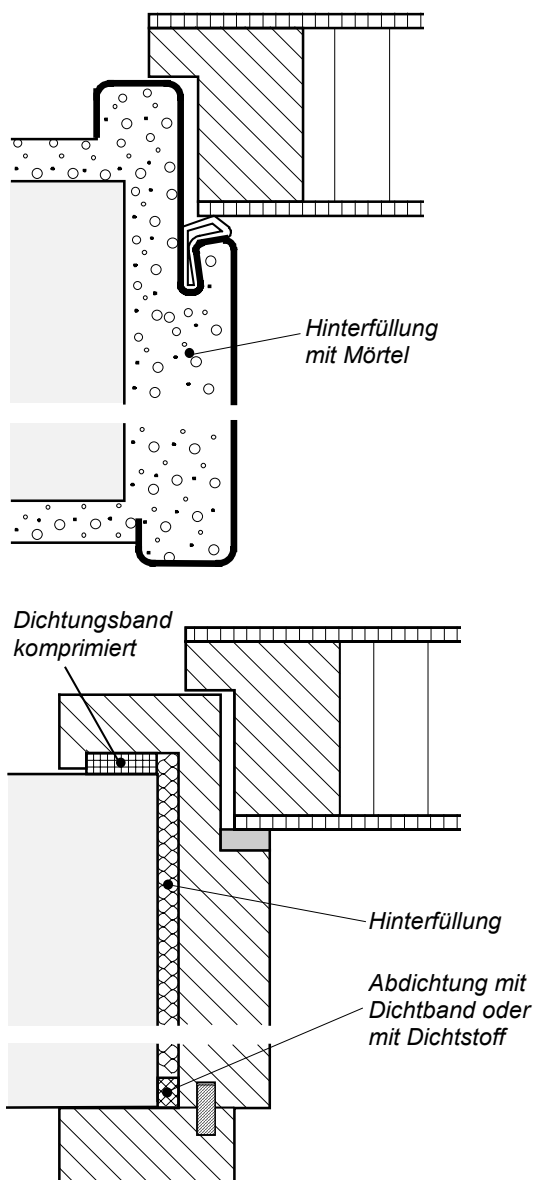 Hinterfüllung
mit Mörtel
Dichtungsband
komprimiert
Hinterfüllung
Abdichtung mit
Dichtband oder
mit Dichtstoff